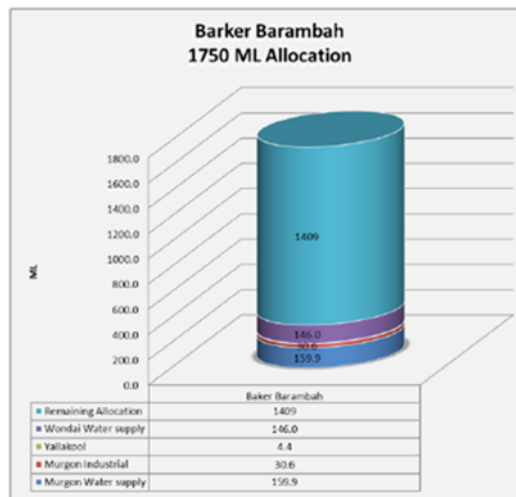 Barker Barambah
1750 ML Allocation
1800.0
1600.0
1400.0
1200.0
1000.0
800.0
600.0
400.0
200.0
0.0
ML
1409
146.0
30.6
159.9
Baker Barambah
Remaining Allocation 1409
Wondai Water supply 146.0
Yallakool 4.4
Murgon Industrial 30.6
Murgon Water supply 159.9